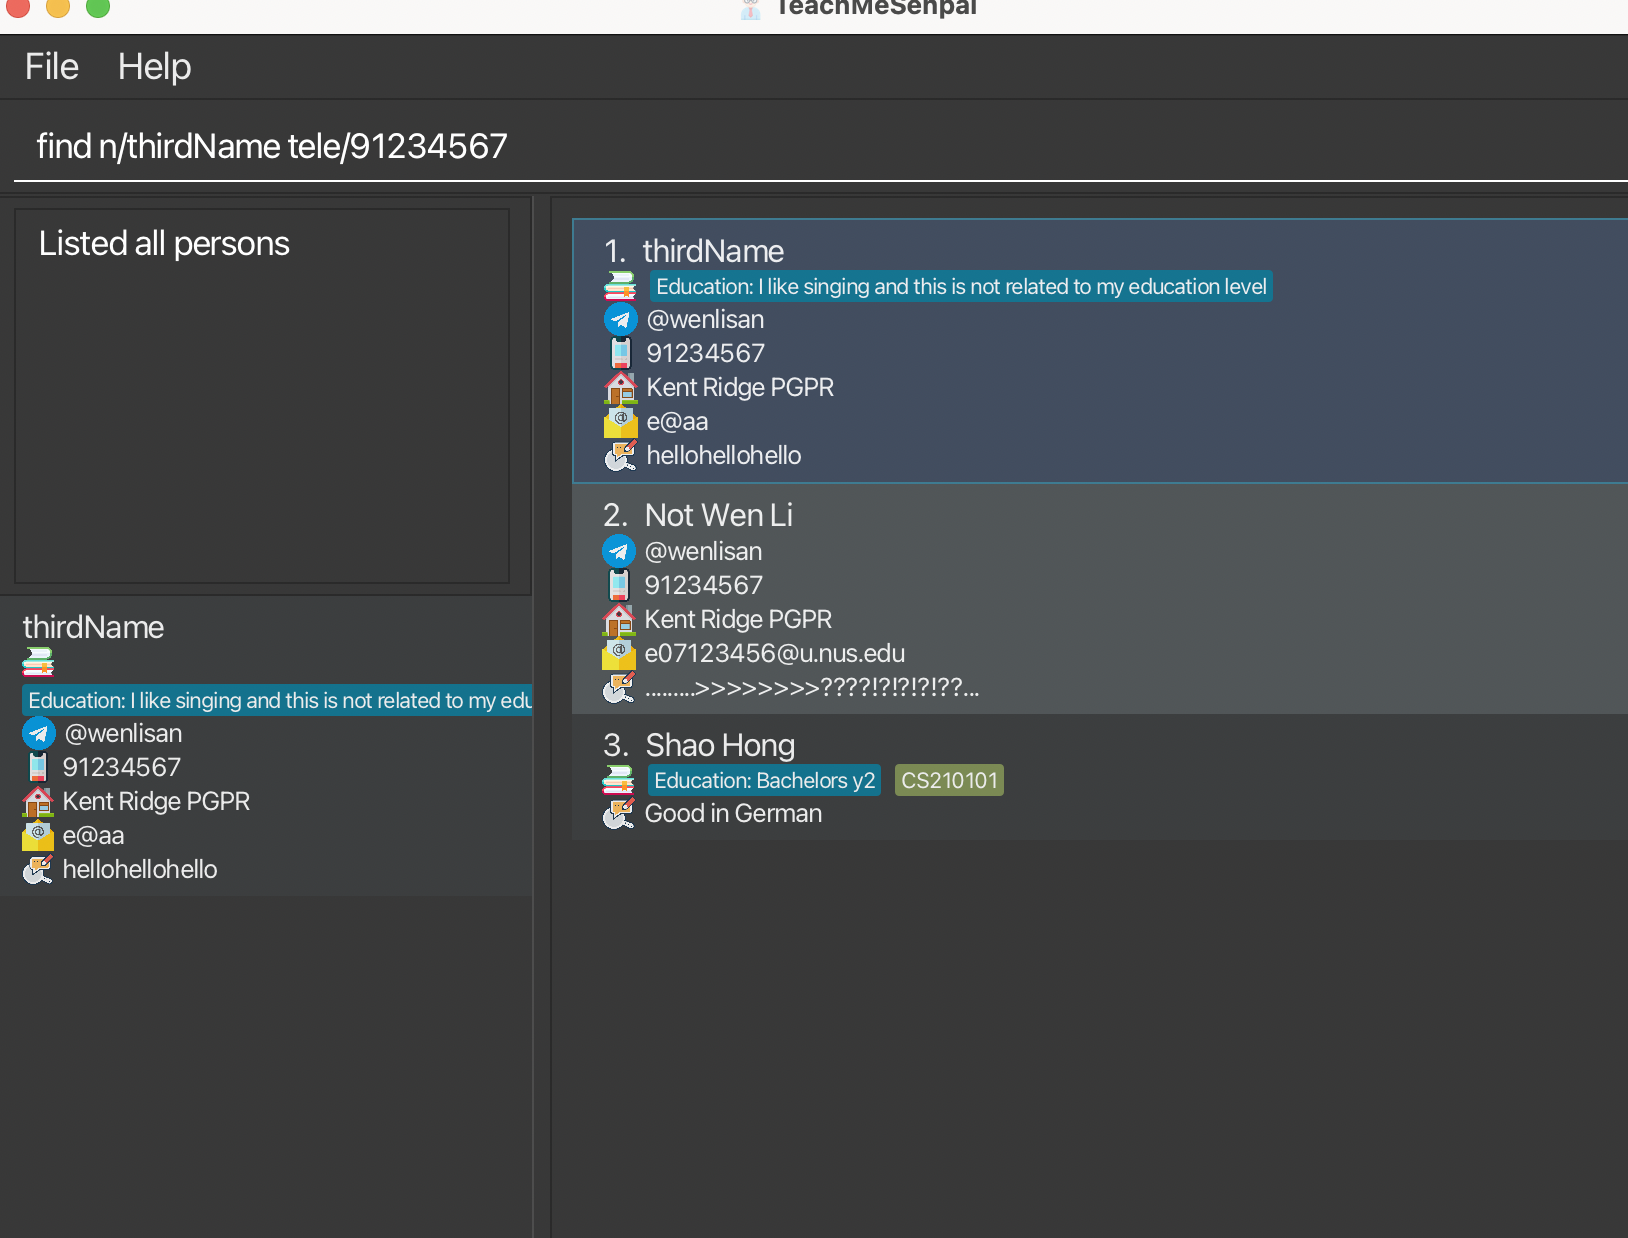 TeachMeSenpai
File Help
find n/thirdName tele/91234567
Listed all persons
thirdName
Education: I like singing and this is not related to my edu
@wenlisan
91234567
Kent Ridge PGPR
e@aa
hellohellohello
1. thirdName
Education: I like singing and this is not related to my education level
@wenlisan
91234567
Kent Ridge PGPR
e@aa
hellohellohello
2. Not Wen Li
@wenlisan
91234567
Kent Ridge PGPR
e07123456@u.nus.edu
.........>>>>>>>>????!?!?!?!??...
3. Shao Hong
Education: Bachelors y2 CS210101
Good in German